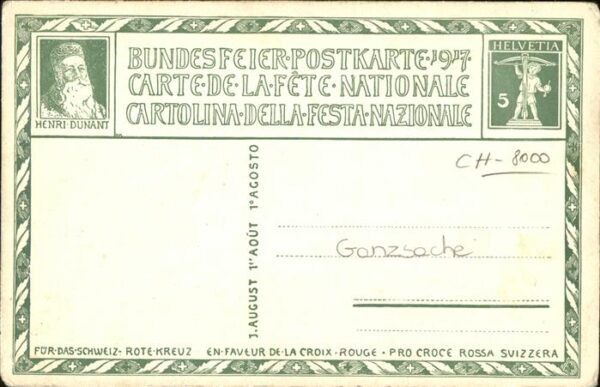 BUNDESFEIER·POSTKARTE·1917
CARTE·DE·LA·FÊTE·NATIONALE
CARTOLINA·DELLA·FESTA·NAZIONALE
HENRI·DUNANT
HELVETIA
5
CH-8000
1. AUGUST 1ER AOÛT 1º AGOSTO
Ganzsache
FÜR·DAS·SCHWEIZ· ROTE·KREUZ EN·FAVEUR DE·LA CROIX·ROUGE·PRO CROCE ROSSA SVIZZERA